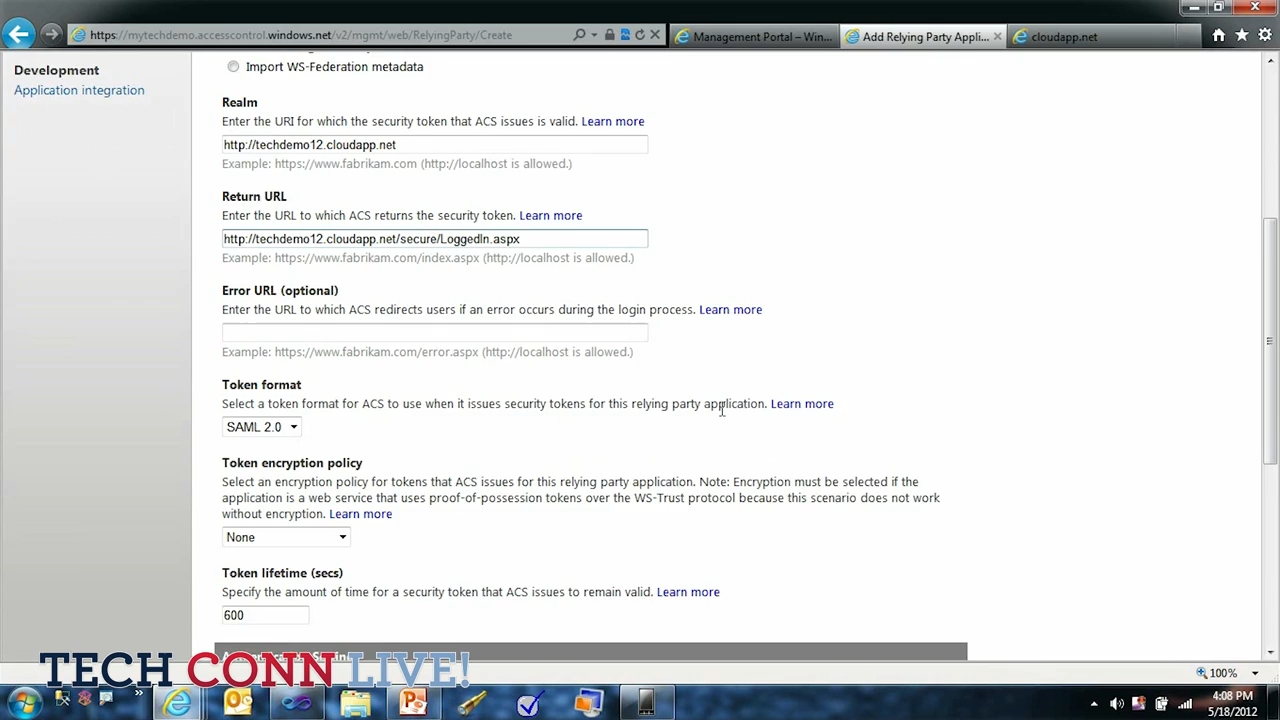 https://mytechdemo.accesscontrol.windows.net/v2/mgmt/web/RelyingParty/Create
Management Portal – Win...
Add Relying Party Appli...
cloudapp.net
Development
Application integration
Import WS-Federation metadata
Realm
Enter the URI for which the security token that ACS issues is valid. Learn more
http://techdemo12.cloudapp.net
Example: https://www.fabrikam.com (http://localhost is allowed.)
Return URL
Enter the URL to which ACS returns the security token. Learn more
http://techdemo12.cloudapp.net/secure/LoggedIn.aspx
Example: https://www.fabrikam.com/index.aspx (http://localhost is allowed.)
Error URL (optional)
Enter the URL to which ACS redirects users if an error occurs during the login process. Learn more
Example: https://www.fabrikam.com/error.aspx (http://localhost is allowed.)
Token format
Select a token format for ACS to use when it issues security tokens for this relying party application. Learn more
SAML 2.0
Token encryption policy
Select an encryption policy for tokens that ACS issues for this relying party application. Note: Encryption must be selected if the
application is a web service that uses proof-of-possession tokens over the WS-Trust protocol because this scenario does not work
without encryption. Learn more
None
Token lifetime (secs)
Specify the amount of time for a security token that ACS issues to remain valid. Learn more
600
TECH CONN LIVE!
100%
4:08 PM
5/18/2012